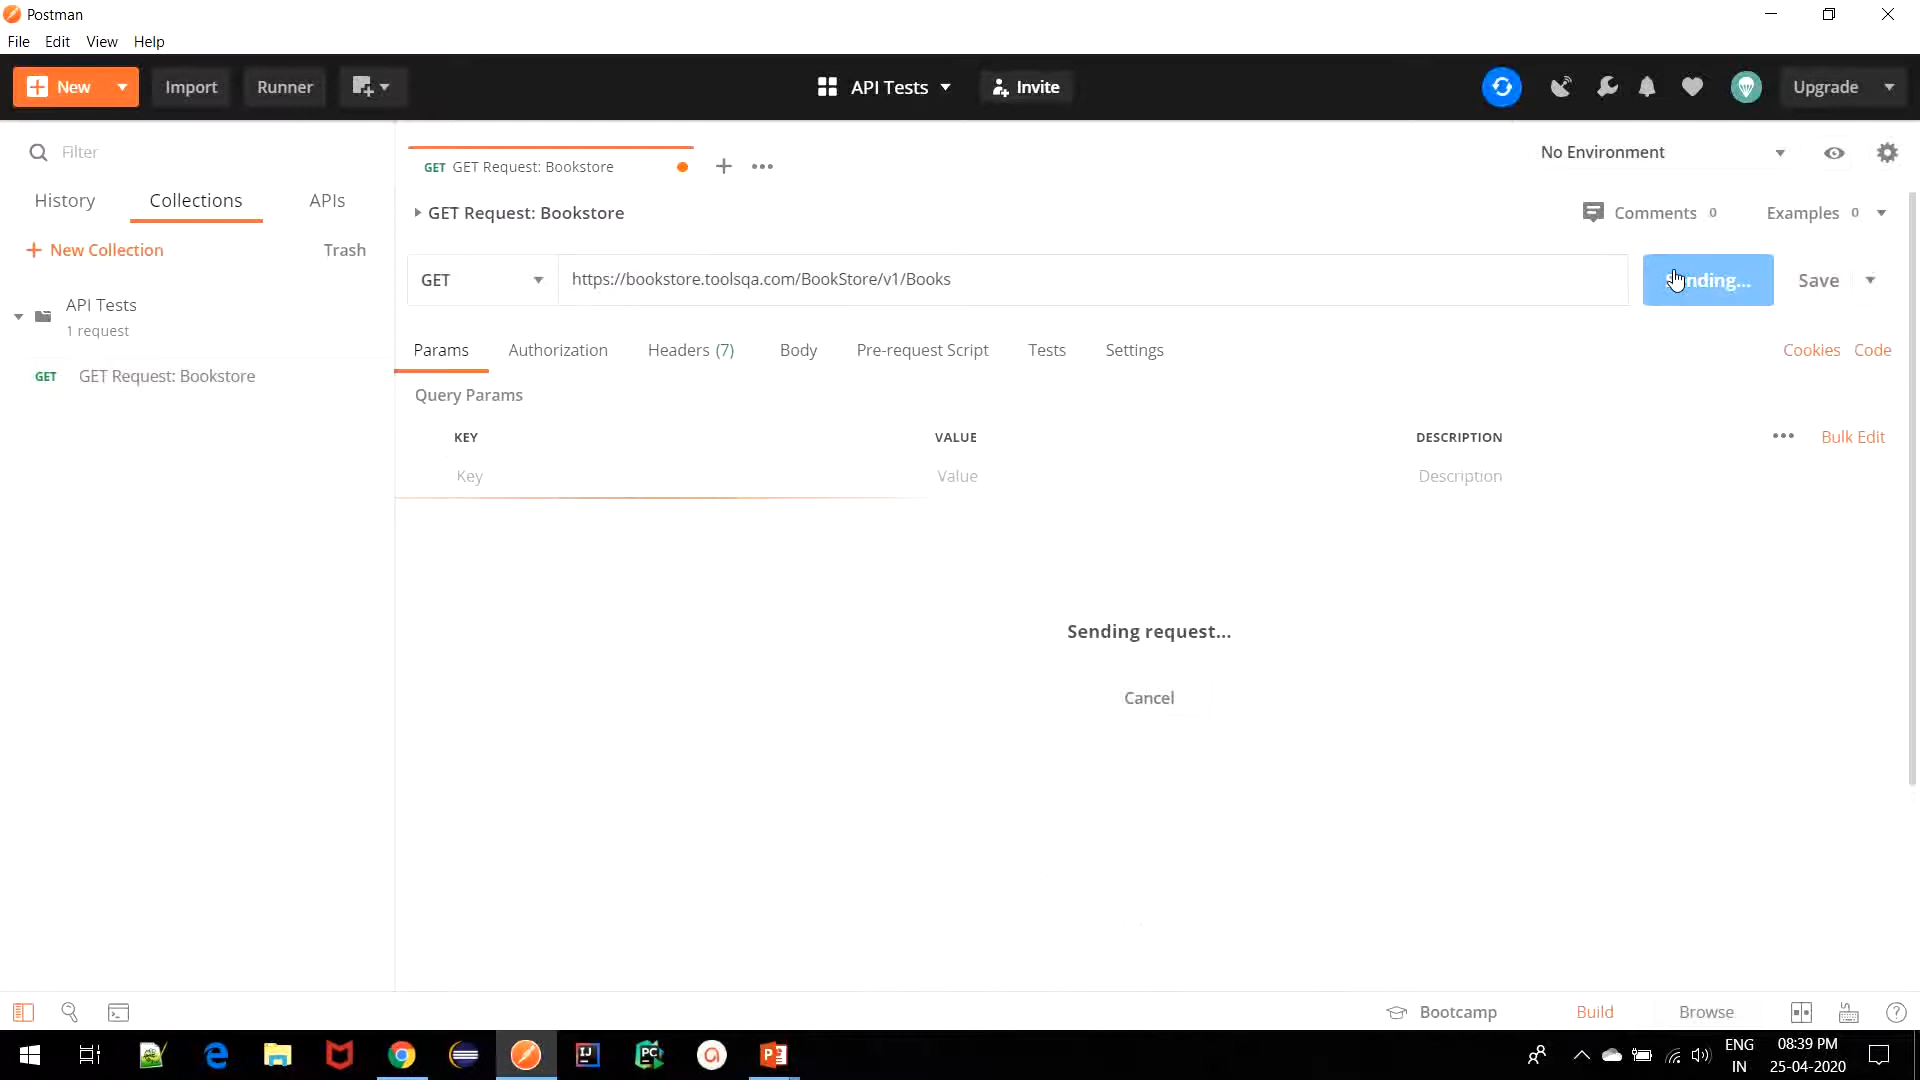 Postman
File Edit View Help
New Import Runner API Tests Invite Upgrade
Filter
History Collections APIs
New Collection Trash
API Tests
1 request
GET GET Request: Bookstore
GET GET Request: Bookstore
No Environment
GET Request: Bookstore
Comments 0 Examples 0
GET https://bookstore.toolsqa.com/BookStore/v1/Books Sending... Save
Params Authorization Headers (7) Body Pre-request Script Tests Settings Cookies Code
Query Params
KEY VALUE DESCRIPTION Bulk Edit
Key Value Description
Sending request...
Cancel
Bootcamp Build Browse
ENG 08:39 PM
IN 25-04-2020